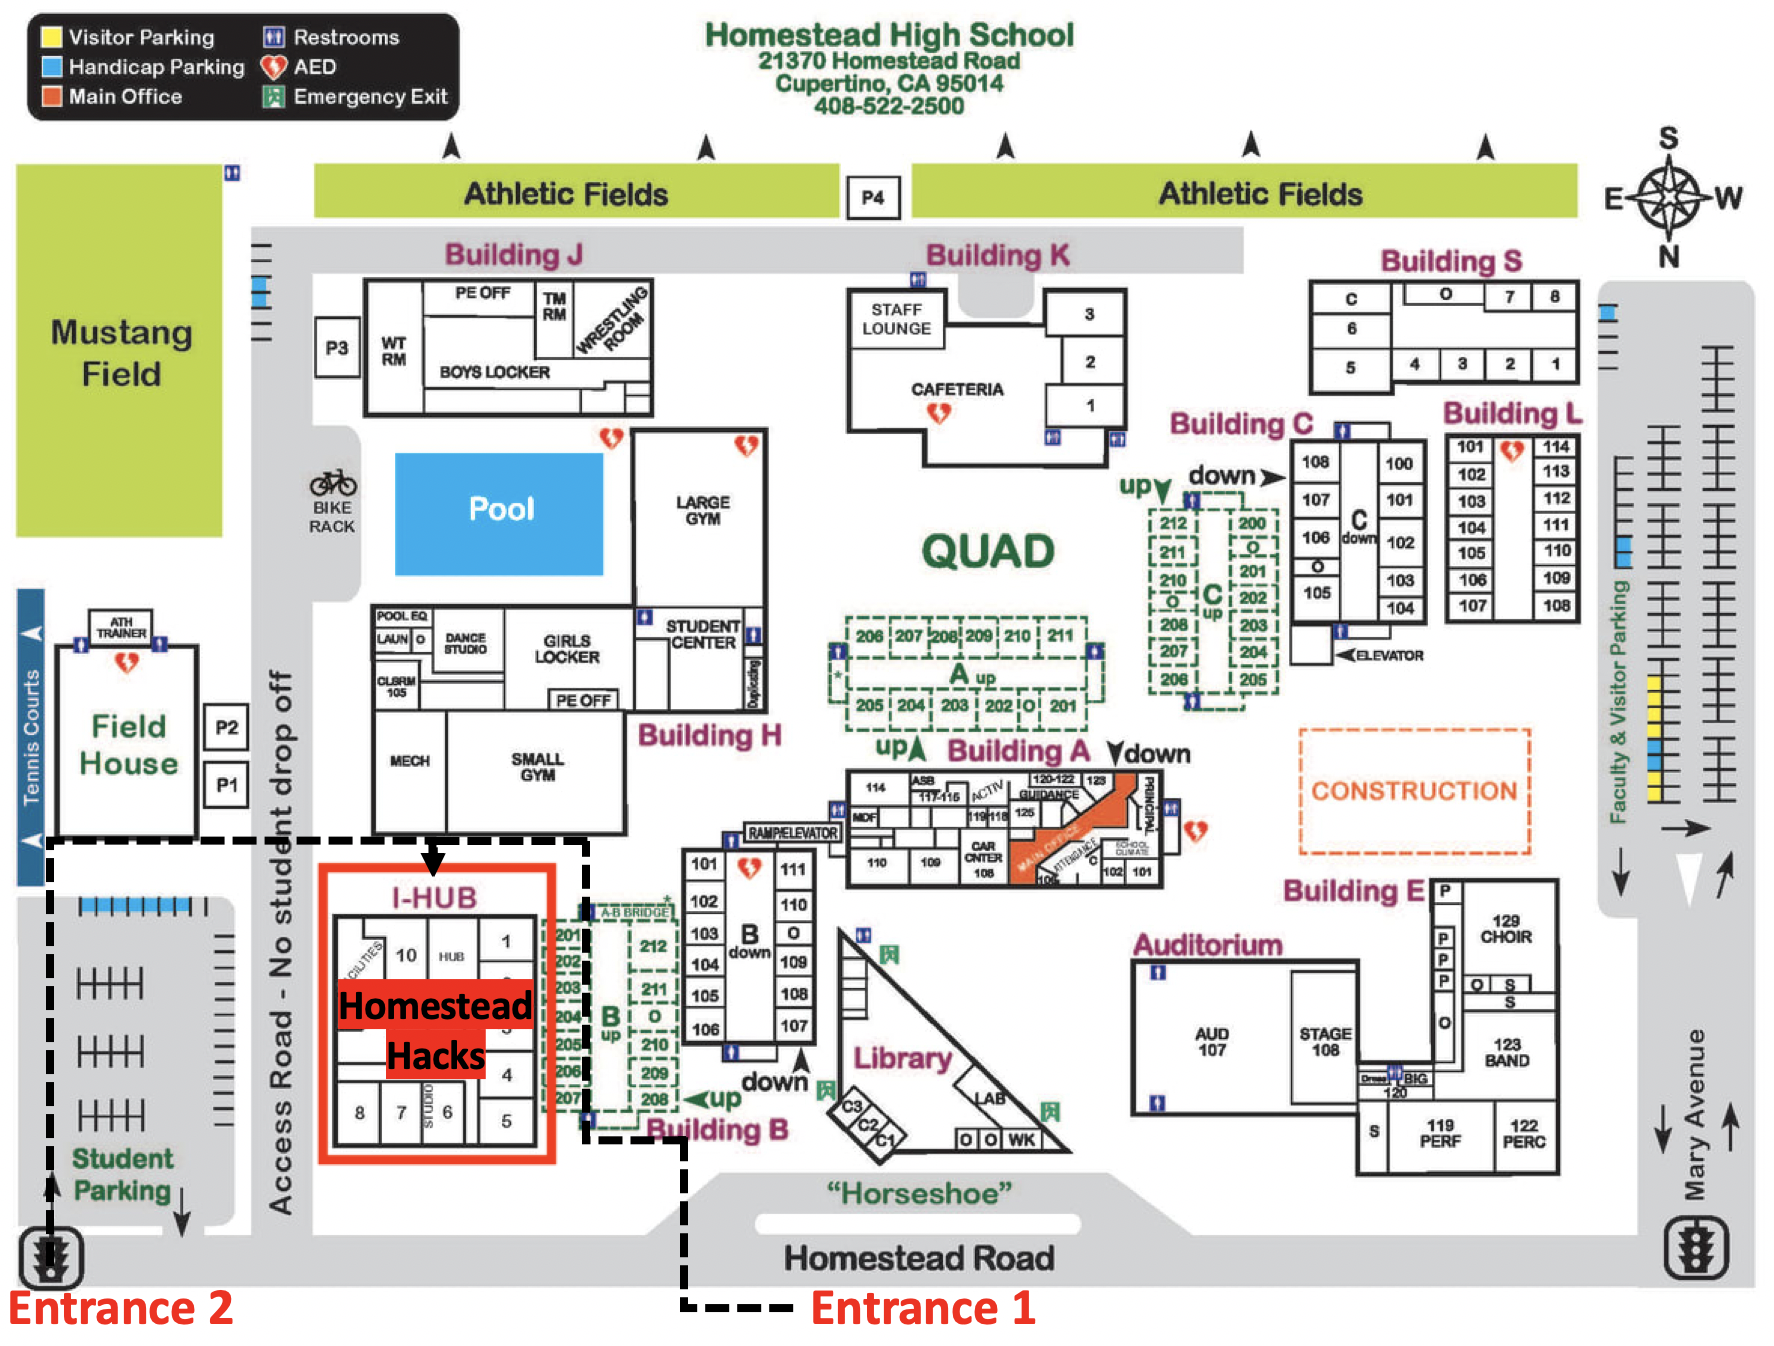 Visitor Parking
Handicap Parking
Main Office
Restrooms
AED
Emergency Exit
Homestead High School
21370 Homestead Road
Cupertino, CA 95014
408-522-2500
Athletic Fields
P4
Athletic Fields
S
E
W
N
Mustang
Field
Building J
PE OFF
TM
RM
WRESTLING
ROOM
WT
RM
BOYS LOCKER
P3
Building K
STAFF
LOUNGE
CAFETERIA
3
2
1
Building S
C
O
7
8
6
5
4
3
2
1
BIKE
RACK
Pool
LARGE
GYM
QUAD
Building C
down
up
108
107
106
O
105
C
down
100
101
102
103
104
ELEVATOR
Building L
101
102
103
104
105
106
107
114
113
112
111
110
109
108
212
211
210
O
208
207
206
C
up
200
O
201
202
203
204
205
Tennis Courts
ATH
TRAINER
Field
House
P2
P1
Access Road - No student drop off
POOL EQ
LAUN
O
DANCE
STUDIO
GIRLS
LOCKER
CLSRM
105
PE OFF
STUDENT
CENTER
Duplicating
MECH
SMALL
GYM
Building H
206
207
208
209
210
211
*
A up
205
204
203
202
O
201
up
Building A
down
114
ASB
117-115
ACTIV
120-122
123
GUIDANCE
PRINCIPAL
MDF
119
118
125
MAIN OFFICE
ATTENDANCE
SCHOOL
CLIMATE
110
109
CAR
CNTER
108
C
102
101
RAMP/ELEVATOR
CONSTRUCTION
Faculty & Visitor Parking
I-HUB
10
HUB
1
Homestead
Hacks
4
8
7
STUDIO
6
5
A-B BRIDGE
*
201
202
203
204
205
206
207
B
up
212
211
O
210
209
208
up
Building B
101
102
103
104
105
106
B
down
111
110
O
109
108
107
down
Library
LAB
C3
C2
C1
O
O
WK
Auditorium
AUD
107
STAGE
108
Building E
P
P
P
P
O
129
CHOIR
O
S
S
123
BAND
BIG
120
S
119
PERF
122
PERC
Student
Parking
Mary Avenue
"Horseshoe"
Homestead Road
Entrance 2
Entrance 1